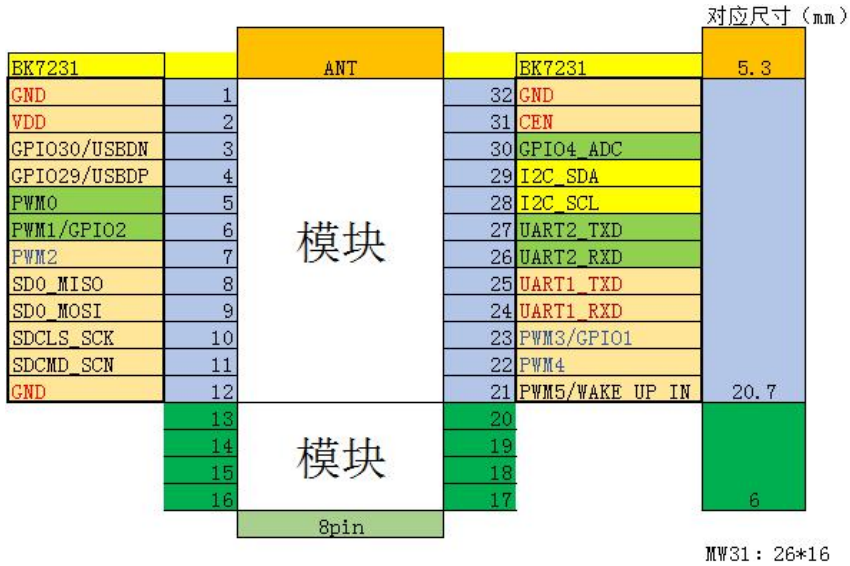 对应尺寸（mm）
BK7231 ANT BK7231 5.3
GND 1 32 GND
VDD 2 31 CEN
GPIO30/USBDN 3 30 GPIO4_ADC
GPIO29/USBDP 4 29 I2C_SDA
PWM0 5 28 I2C_SCL
PWM1/GPIO2 6 27 UART2_TXD
模块
PWM2 7 26 UART2_RXD
SD0_MISO 8 25 UART1_TXD
SD0_MOSI 9 24 UART1_RXD
SDCLS_SCK 10 23 PWM3/GPIO1
SDCMD_SCN 11 22 PWM4
GND 12 21 PWM5/WAKE UP IN 20.7
13 20
14 19
模块
15 18
16 17 6
8pin
MW31: 26*16